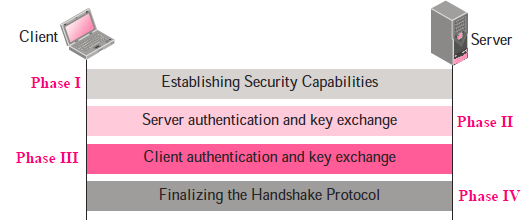 Client
Server
Phase I
Establishing Security Capabilities
Server authentication and key exchange
Phase II
Phase III
Client authentication and key exchange
Finalizing the Handshake Protocol
Phase IV